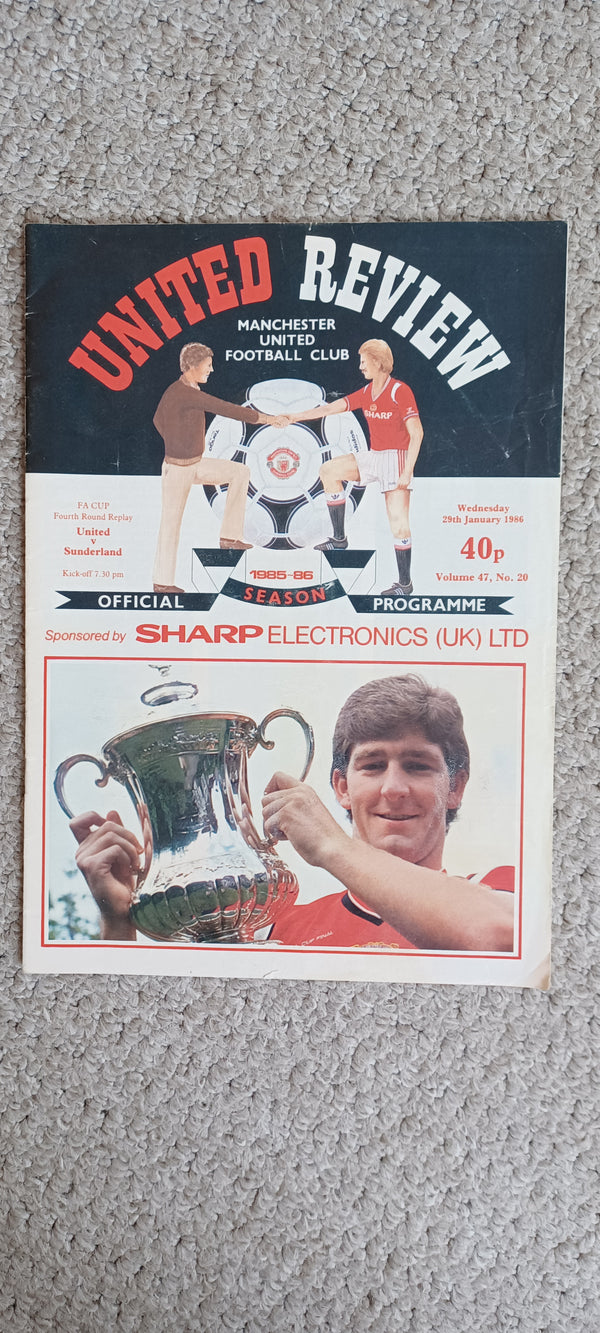 UNITED REVIEW
MANCHESTER
UNITED
FOOTBALL CLUB
SHARP
FA CUP
Fourth Round Replay
United
v
Sunderland
Kick-off 7.30 pm
Wednesday
29th January 1986
40p
Volume 47, No. 20
1985-86
OFFICIAL SEASON PROGRAMME
Sponsored by SHARP ELECTRONICS (UK) LTD
CUP FINAL